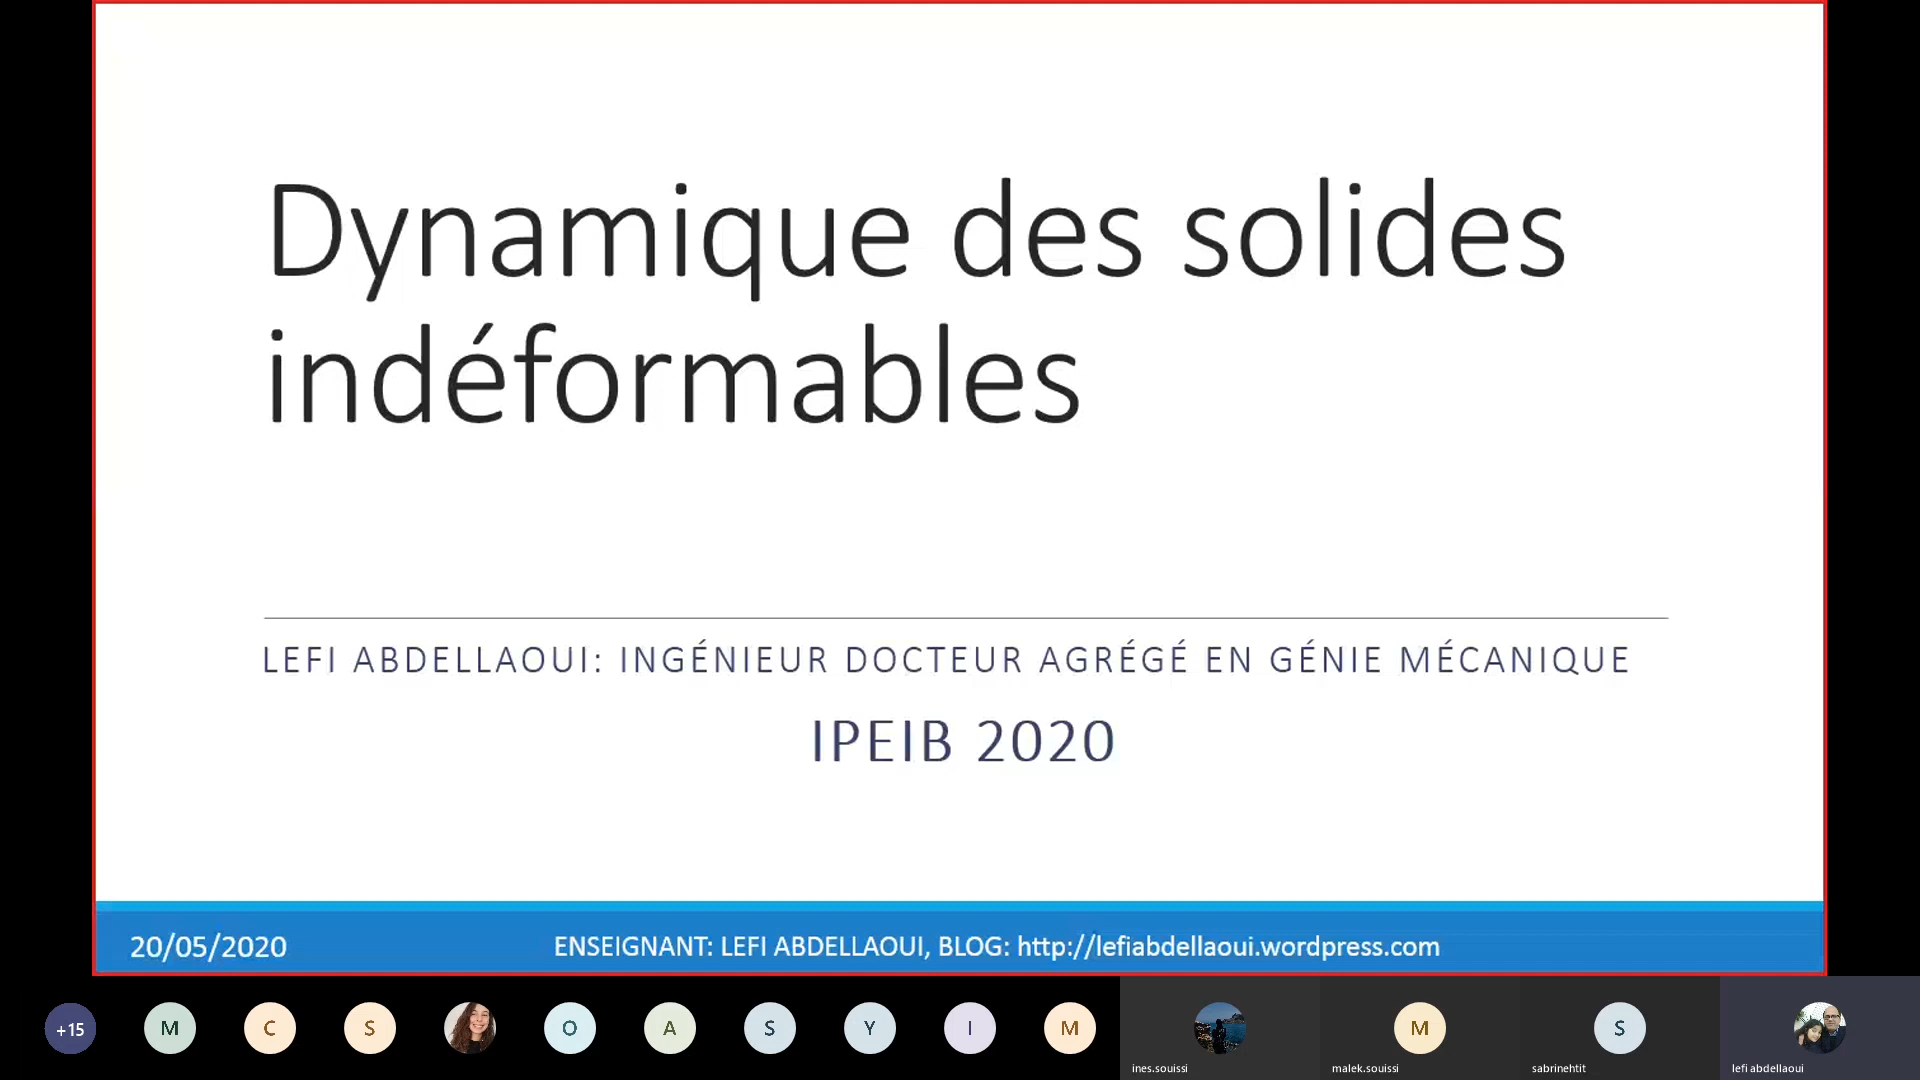 Dynamique des solides
indéformables
LEFI ABDELLAOUI: INGÉNIEUR DOCTEUR AGRÉGÉ EN GÉNIE MÉCANIQUE
IPEIB 2020
20/05/2020
ENSEIGNANT: LEFI ABDELLAOUI, BLOG: http://lefiabdellaoui.wordpress.com
+15 M C S O A S Y I M M S
ines.souissi malek.souissi sabrinehtit lefi abdellaoui